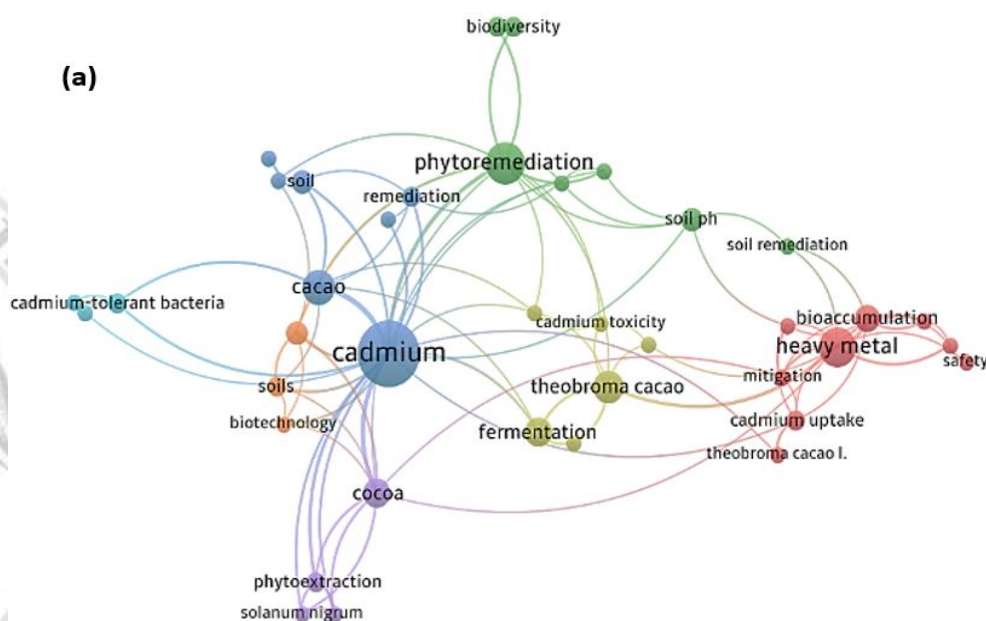 biodiversity
(a)
phytoremediation
soil
remediation
soil ph
soil remediation
cacao
cadmium-tolerant bacteria
bioaccumulation
cadmium toxicity
heavy metal
cadmium
safety
mitigation
soils
theobroma cacao
biotechnology
cadmium uptake
fermentation
theobroma cacao l.
cocoa
phytoextraction
solanum nigrum